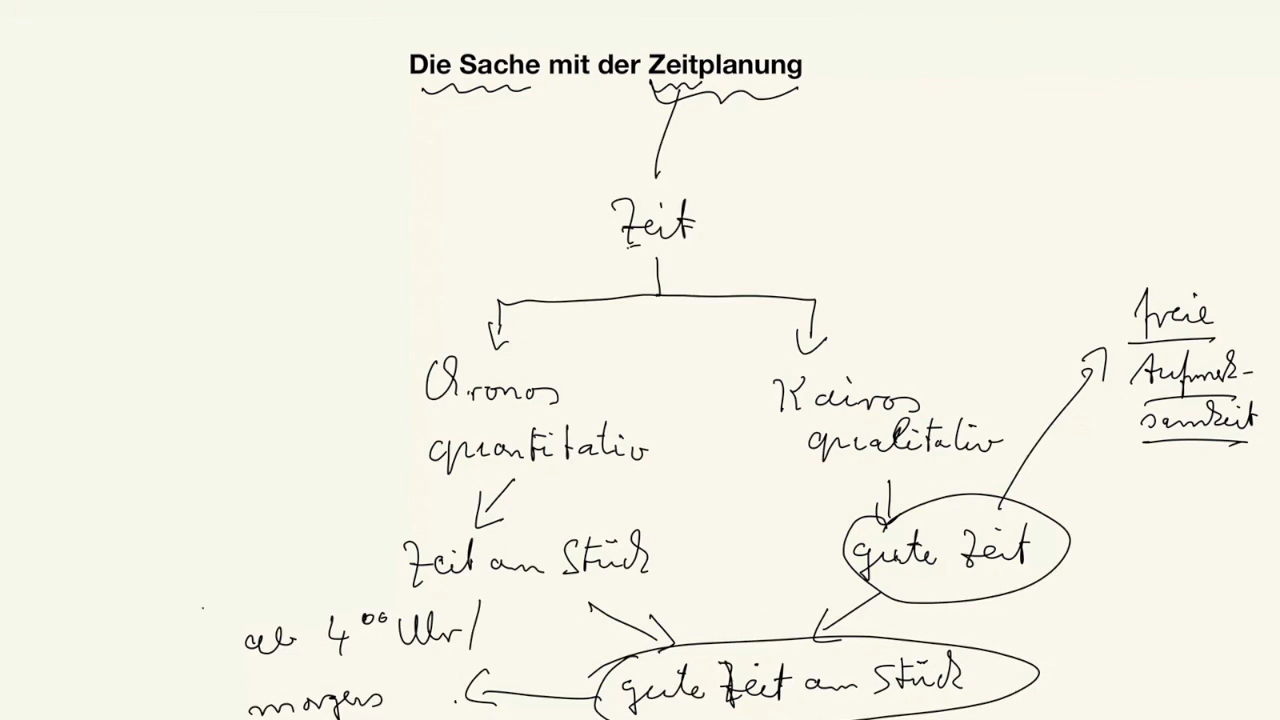 Die Sache mit der Zeitplanung
Zeit
Chronos
quantitativ
Zeit am Stück
Kairos
qualitativ
gute Zeit
freie
Aufmerk-
samkeit
gute Zeit am Stück
ab 4⁰⁰ Uhr/
morgens